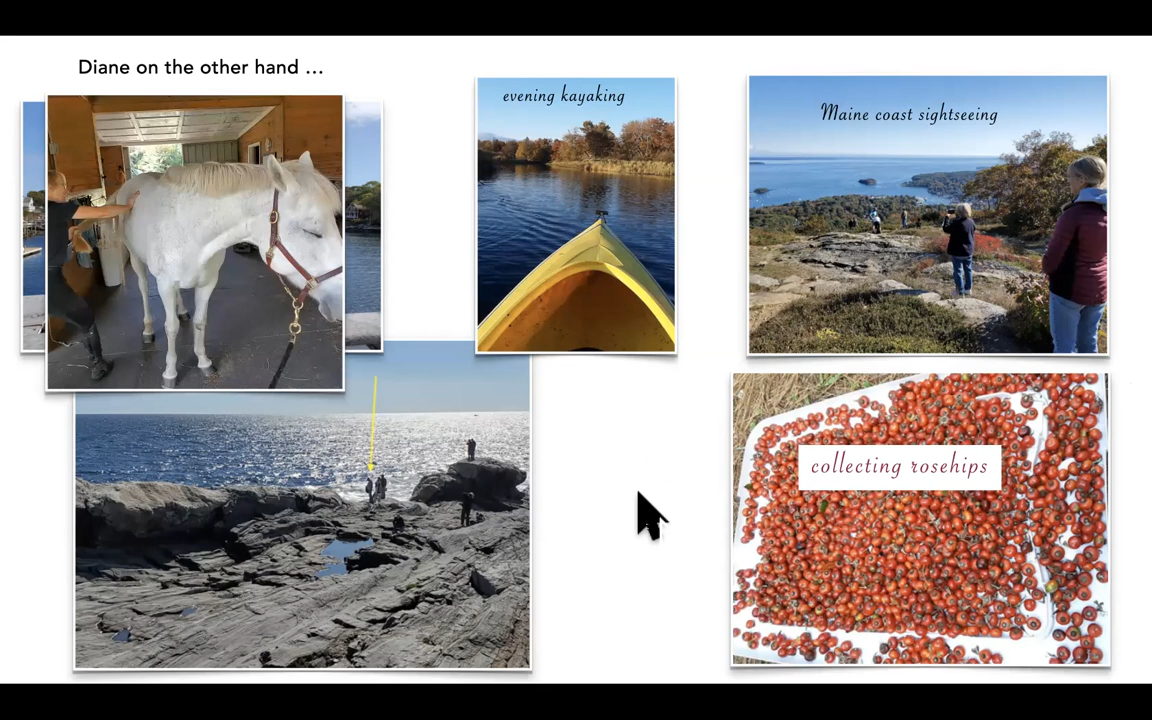 Diane on the other hand …
evening kayaking
Maine coast sightseeing
collecting rosehips